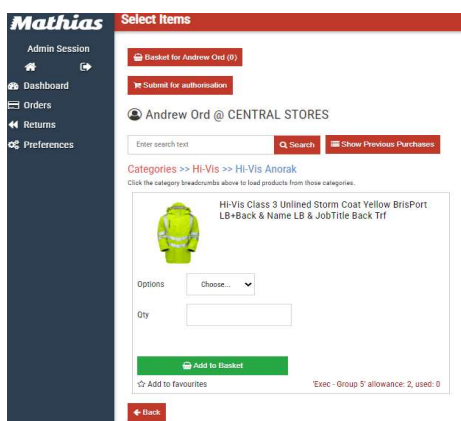 Mathias
Select Items
Admin Session
Dashboard
Orders
Returns
Preferences
Basket for Andrew Ord (0)
Submit for authorisation
Andrew Ord @ CENTRAL STORES
Enter search text
Search
Show Previous Purchases
Categories >> Hi-Vis >> Hi-Vis Anorak
Click the category breadcrumbs above to load products from those categories.
Hi-Vis Class 3 Unlined Storm Coat Yellow BrisPort
LB+Back & Name LB & JobTitle Back Trf
Options
Choose...
Qty
Add to Basket
Add to favourites
'Exec - Group 5' allowance: 2, used: 0
Back